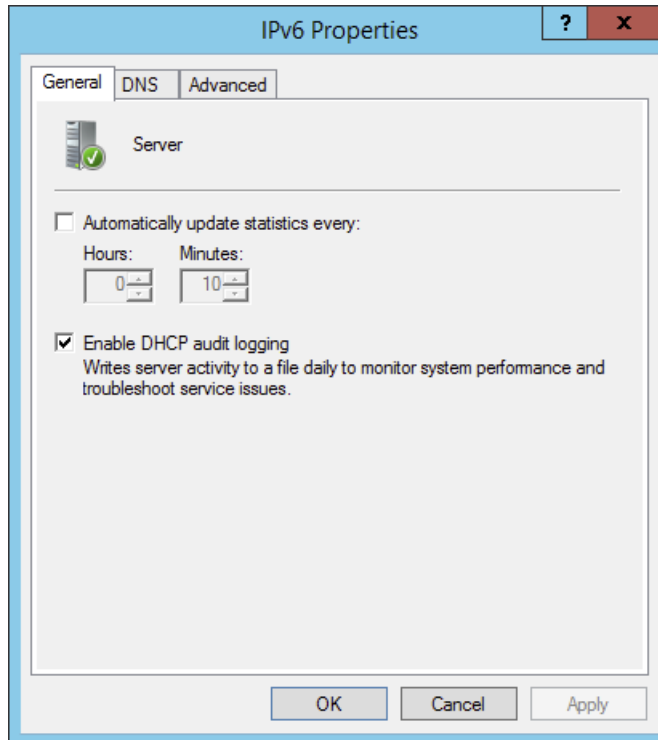 IPv6 Properties
? x
General DNS Advanced
Server
Automatically update statistics every:
Hours: Minutes:
0 10
Enable DHCP audit logging
Writes server activity to a file daily to monitor system performance and
troubleshoot service issues.
OK Cancel Apply